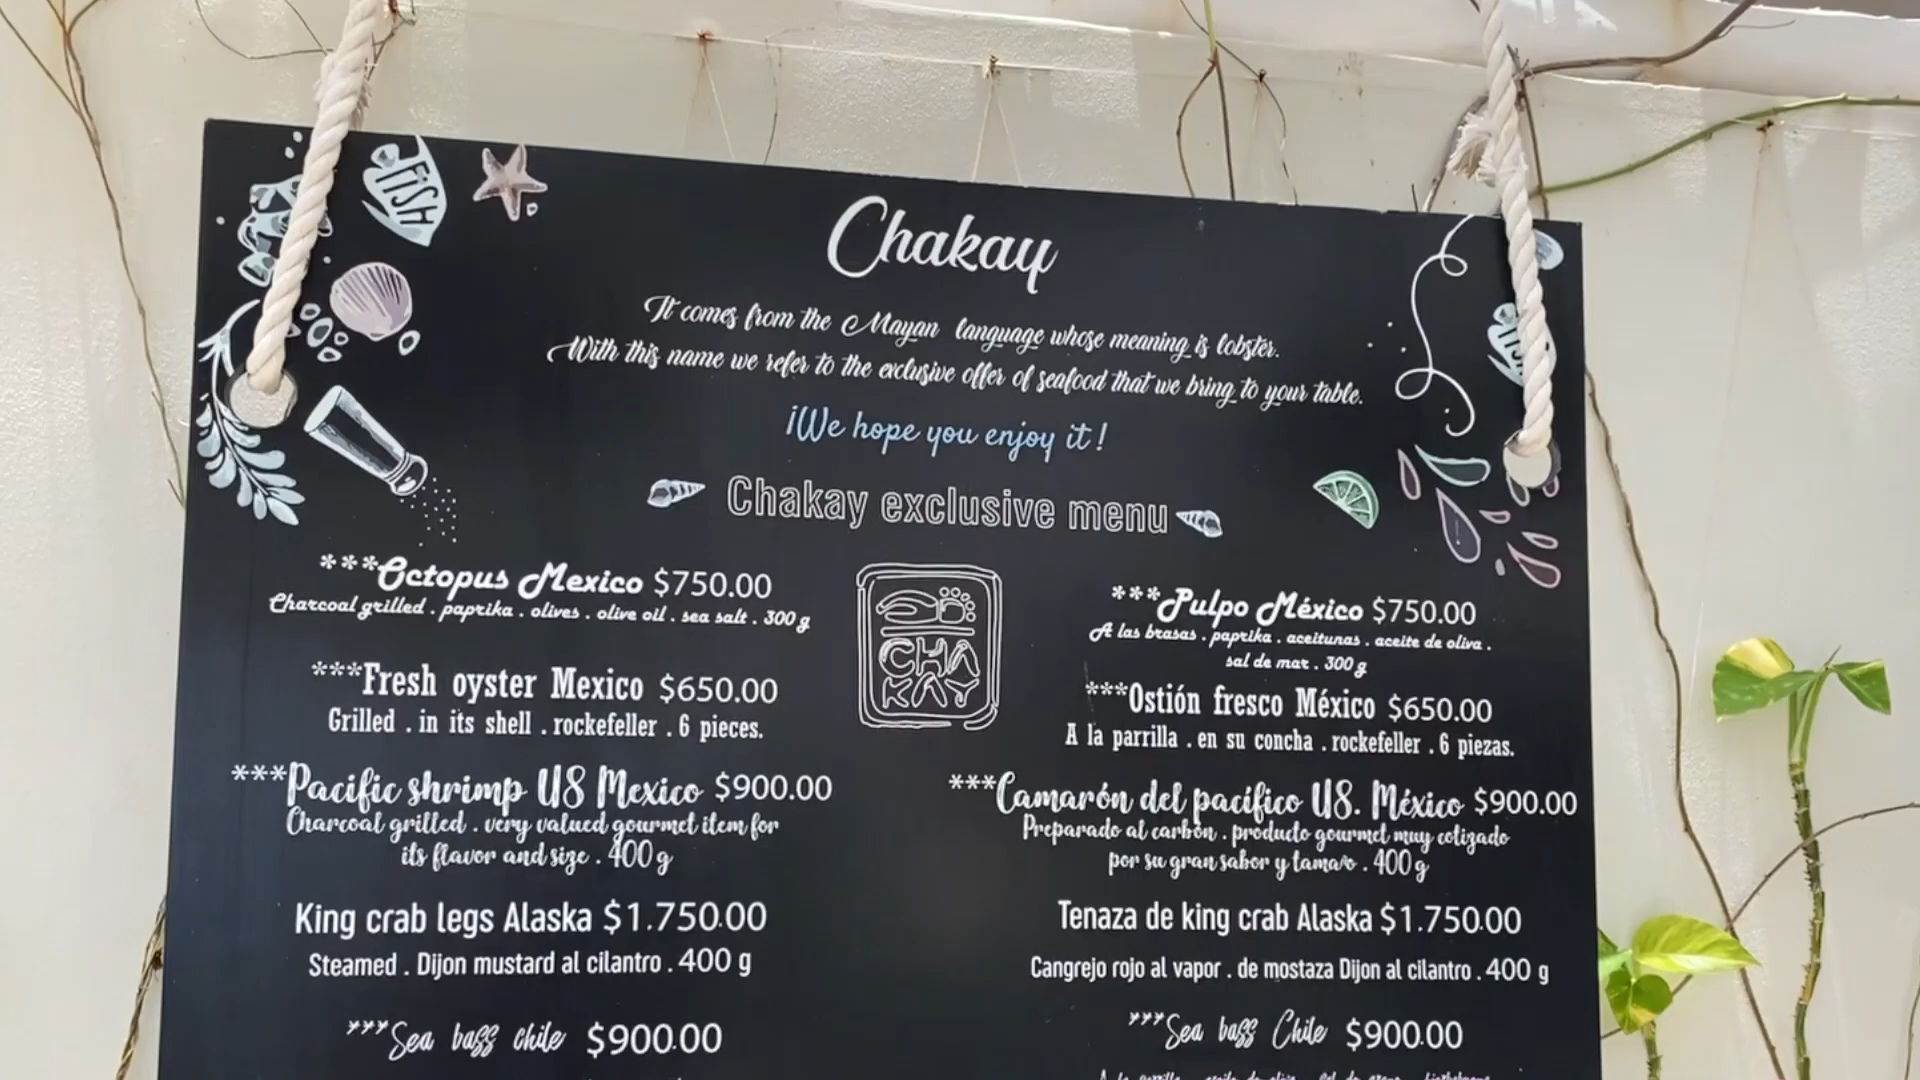 FISH
Chakay
It comes from the Mayan language whose meaning is lobster.
With this name we refer to the exclusive offer of seafood that we bring to your table.
¡We hope you enjoy it!
Chakay exclusive menu
***Octopus Mexico $750.00
Charcoal grilled . paprika . olives . olive oil . sea salt . 300 g
***Fresh oyster Mexico $650.00
Grilled . in its shell . rockefeller . 6 pieces.
***Pacific shrimp U8 Mexico $900.00
Charcoal grilled . very valued gourmet item for
its flavor and size . 400 g
King crab legs Alaska $1.750.00
Steamed . Dijon mustard al cilantro . 400 g
***Sea bass chile $900.00
CHA
KAY
***Pulpo México $750.00
A las brasas . paprika . aceitunas . aceite de oliva .
sal de mar . 300 g
***Ostión fresco México $650.00
A la parrilla . en su concha . rockefeller . 6 piezas.
***Camarón del pacífico U8. México $900.00
Preparado al carbón . producto gourmet muy cotizado
por su gran sabor y tamaño . 400 g
Tenaza de king crab Alaska $1.750.00
Cangrejo rojo al vapor . de mostaza Dijon al cilantro . 400 g
***Sea bass Chile $900.00